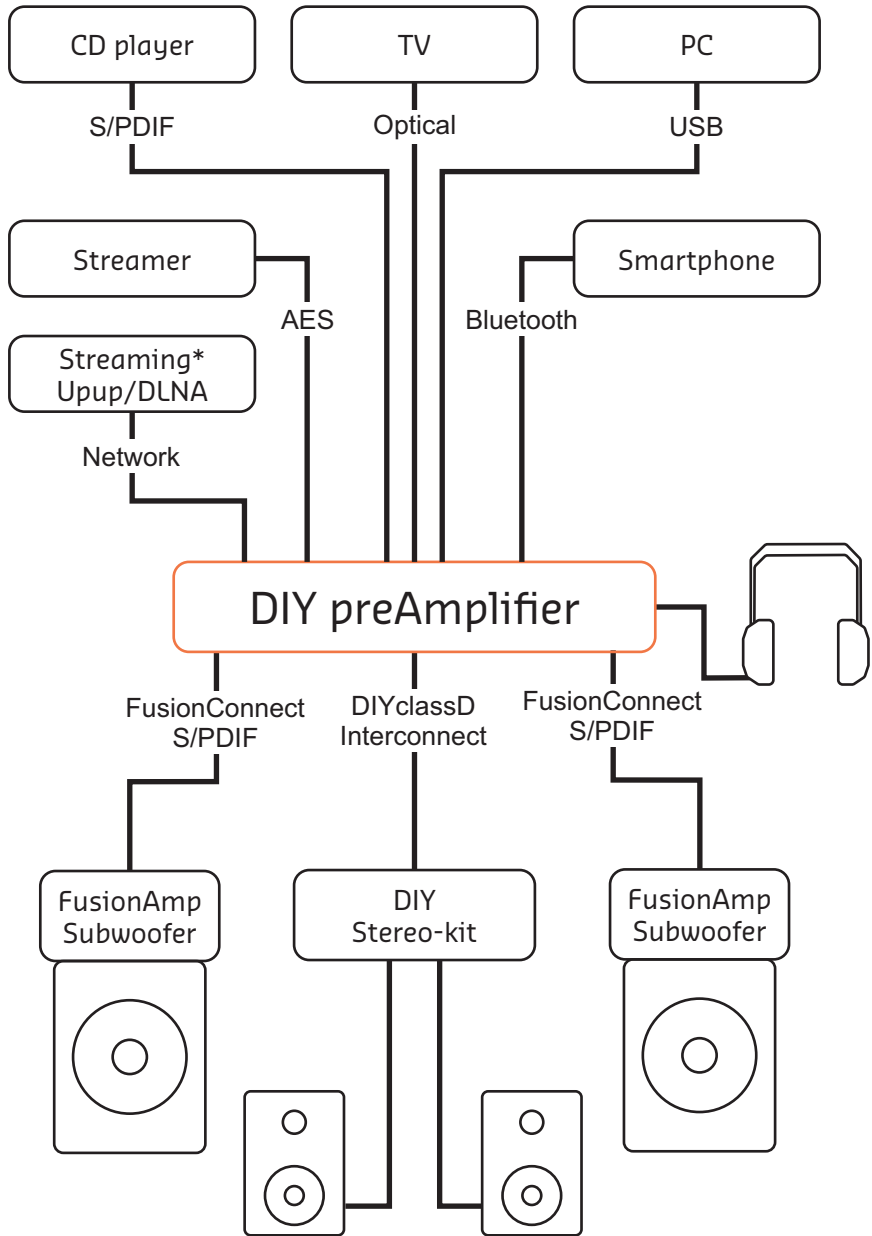 CD player
TV
PC
S/PDIF
Optical
USB
Streamer
Smartphone
AES
Bluetooth
Streaming*
Upup/DLNA
Network
DIY preAmplifier
FusionConnect
S/PDIF
DIYclassD
Interconnect
FusionConnect
S/PDIF
FusionAmp
Subwoofer
DIY
Stereo-kit
FusionAmp
Subwoofer